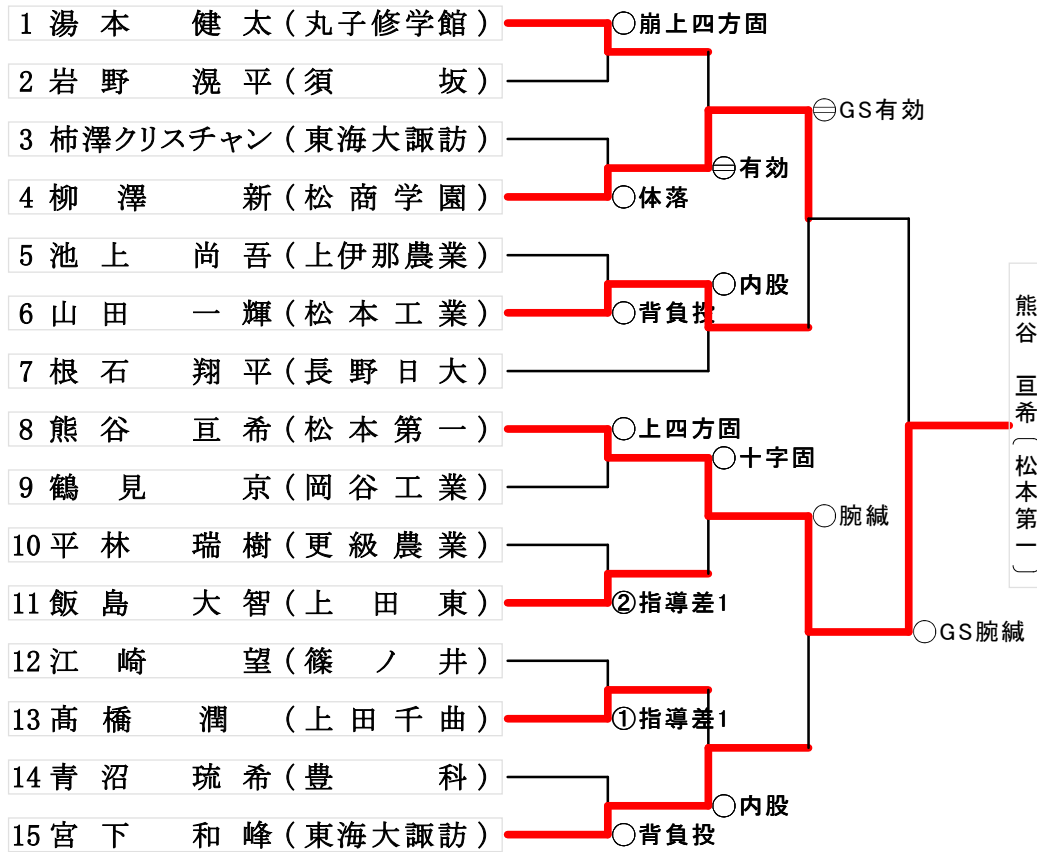 1 湯本 健太(丸子修学館)
○崩上四方固
2 岩野 滉平(須坂)
⊖GS有効
3 柿澤クリスチャン(東海大諏訪)
⊖有効
4 柳澤 新(松商学園)
○体落
5 池上 尚吾(上伊那農業)
○内股
6 山田 一輝(松本工業)
○背負投
7 根石 翔平(長野日大)
8 熊谷 亘希(松本第一)
○上四方固
○十字固
9 鶴見 京(岡谷工業)
○腕緘
10 平林 瑞樹(更級農業)
11 飯島 大智(上田東)
②指導差1
○GS腕緘
12 江崎 望(篠ノ井)
13 髙橋 潤(上田千曲)
①指導差1
14 青沼 琉希(豊科)
○内股
15 宮下 和峰(東海大諏訪)
○背負投
熊谷 亘希(松本第一)